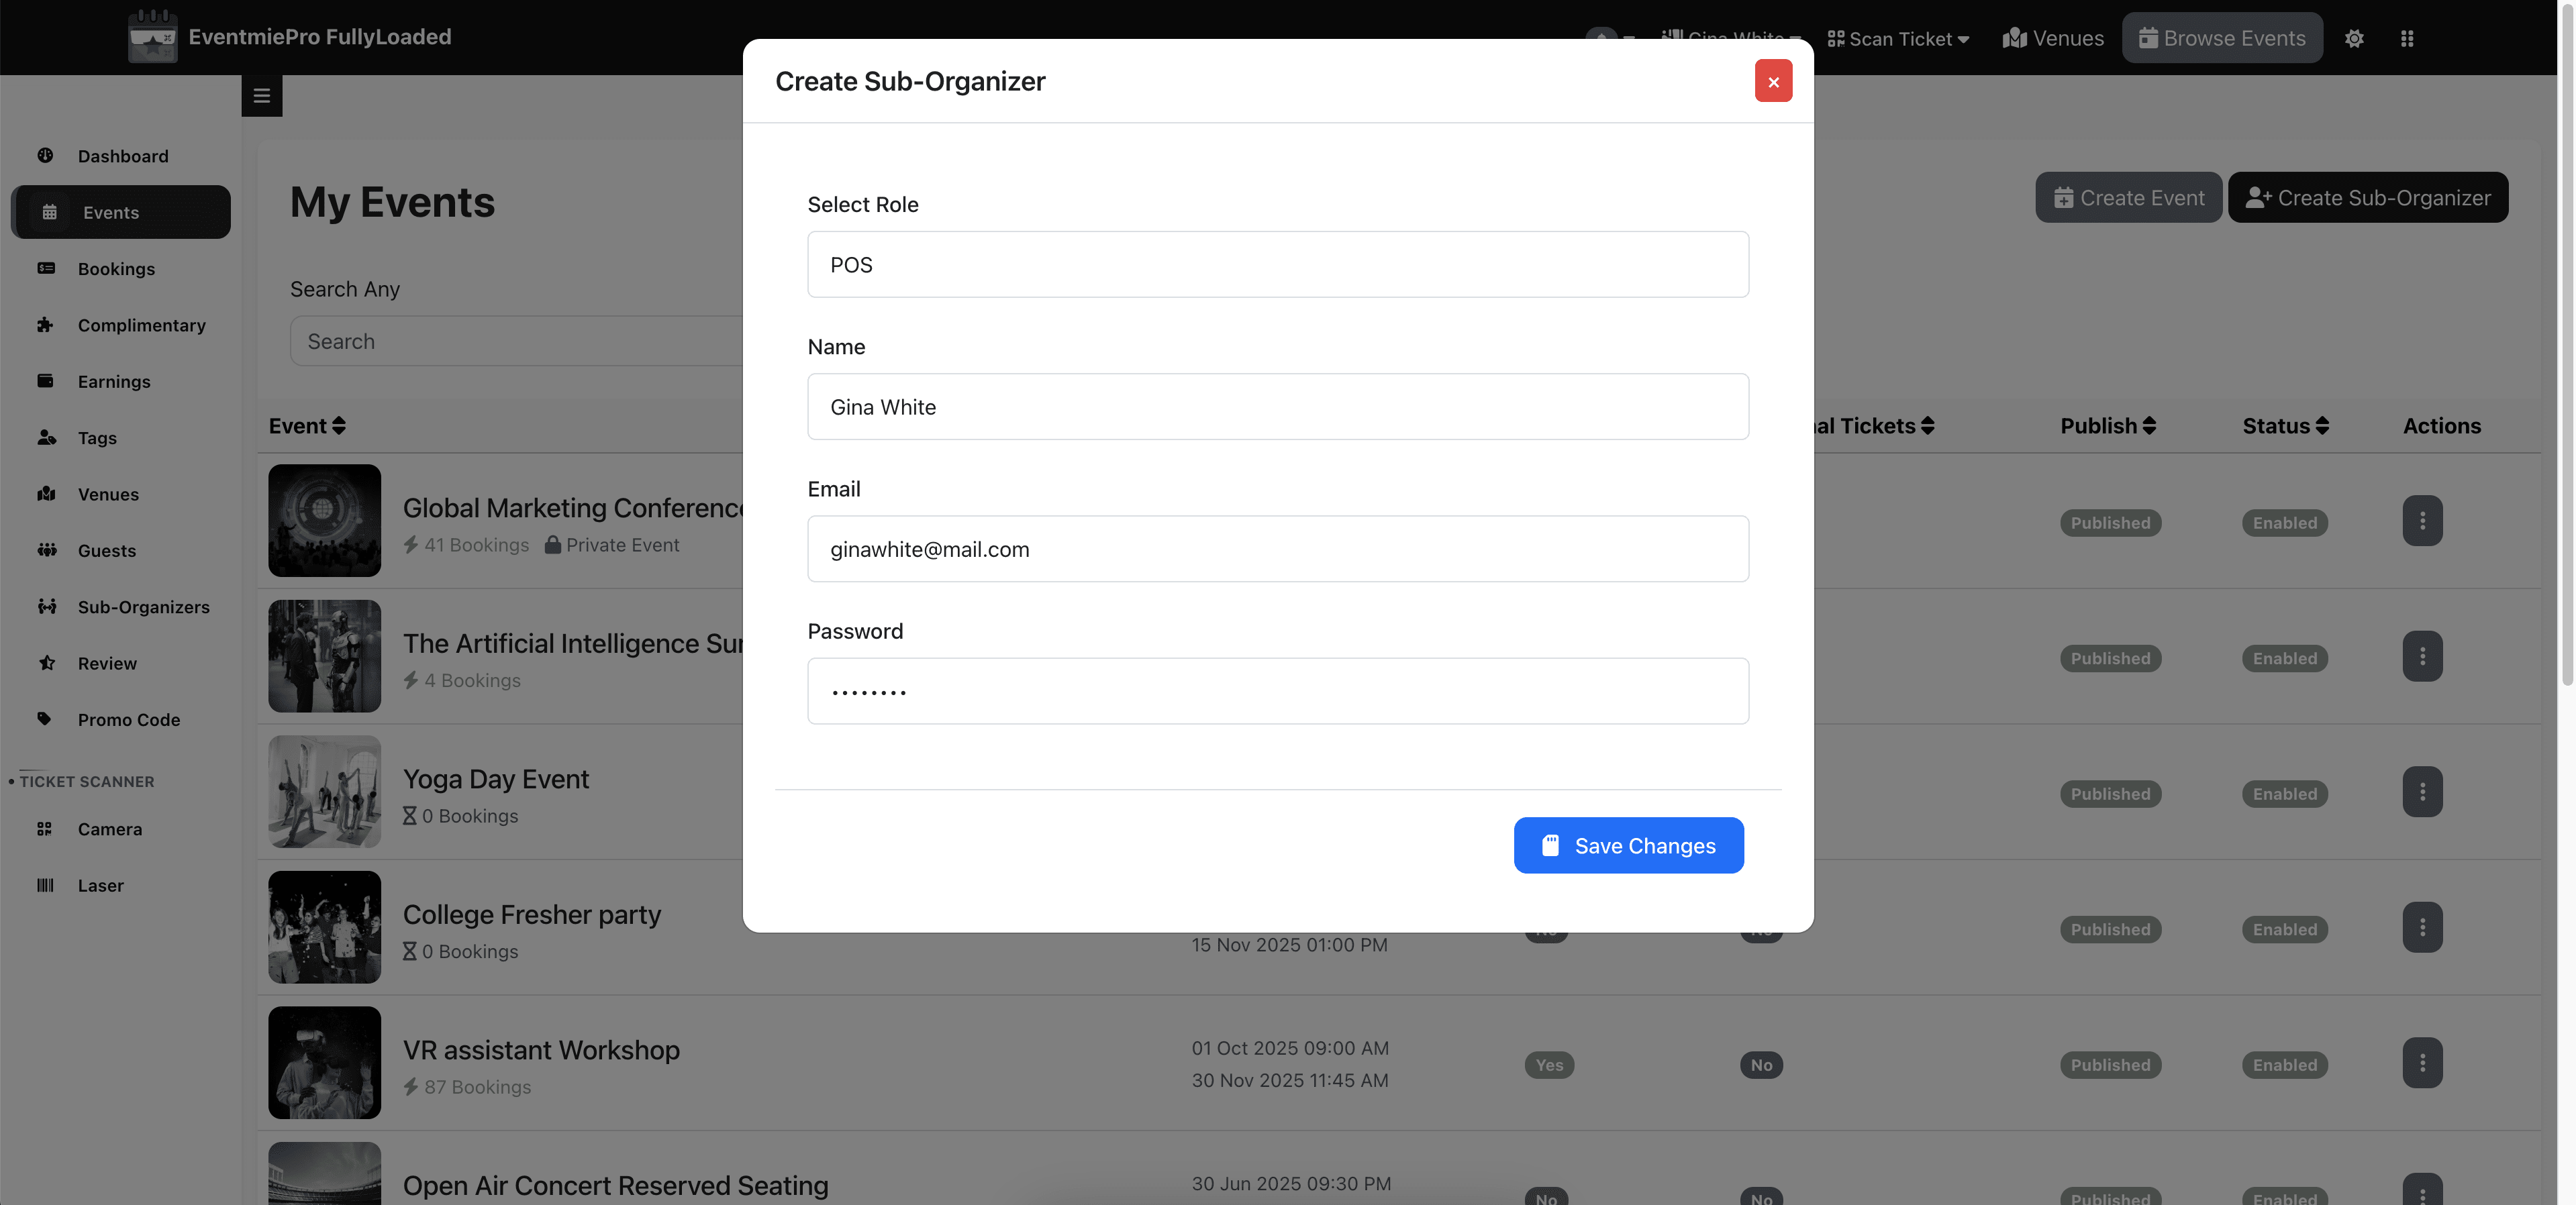 EventmiePro FullyLoaded
Gina White
Scan Ticket
Venues
Browse Events
Dashboard
Events
Bookings
Complimentary
Earnings
Tags
Venues
Guests
Sub-Organizers
Review
Promo Code
• TICKET SCANNER
Camera
Laser
My Events
Create Event
Create Sub-Organizer
Search Any
Search
Event
al Tickets
Publish
Status
Actions
Global Marketing Conference
41 Bookings
Private Event
Published
Enabled
The Artificial Intelligence Sum
4 Bookings
Published
Enabled
Yoga Day Event
0 Bookings
Published
Enabled
College Fresher party
0 Bookings
15 Nov 2025 01:00 PM
No
No
Published
Enabled
VR assistant Workshop
87 Bookings
01 Oct 2025 09:00 AM
30 Nov 2025 11:45 AM
Yes
No
Published
Enabled
Open Air Concert Reserved Seating
30 Jun 2025 09:30 PM
No
No
Published
Enabled
Create Sub-Organizer
Select Role
POS
Name
Gina White
Email
ginawhite@mail.com
Password
••••••••
Save Changes